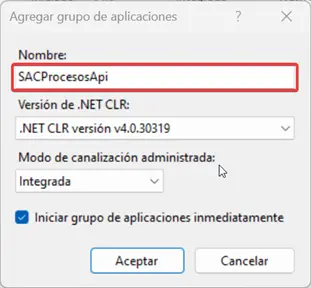 Agregar grupo de aplicaciones
Nombre:
SACProcesosApi
Versión de .NET CLR:
.NET CLR versión v4.0.30319
Modo de canalización administrada:
Integrada
Iniciar grupo de aplicaciones inmediatamente
Aceptar Cancelar